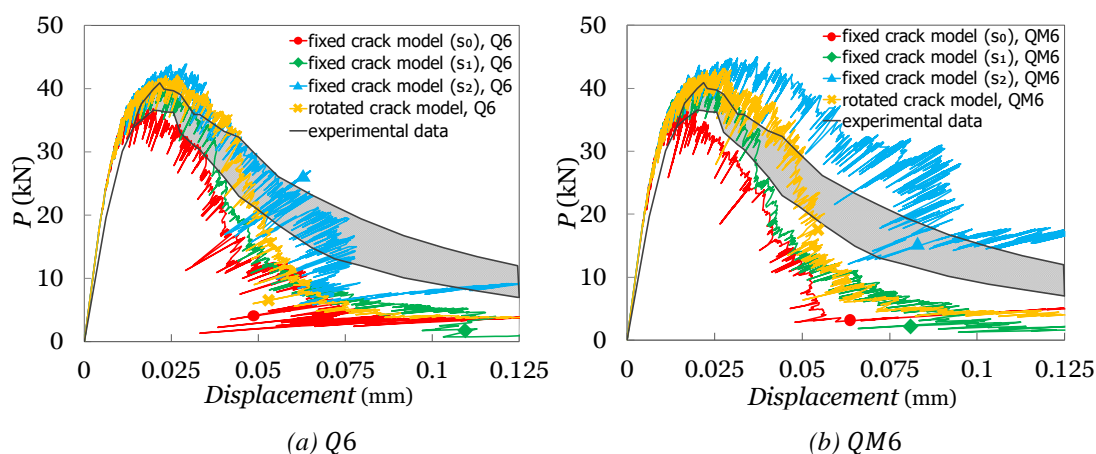 50
40
30
20
10
0
P (kN)
fixed crack model (s0), Q6
fixed crack model (s1), Q6
fixed crack model (s2), Q6
rotated crack model, Q6
experimental data
0 0.025 0.05 0.075 0.1 0.125
Displacement (mm)
(a) Q6
50
40
30
20
10
0
P (kN)
fixed crack model (s0), QM6
fixed crack model (s1), QM6
fixed crack model (s2), QM6
rotated crack model, QM6
experimental data
0 0.025 0.05 0.075 0.1 0.125
Displacement (mm)
(b) QM6